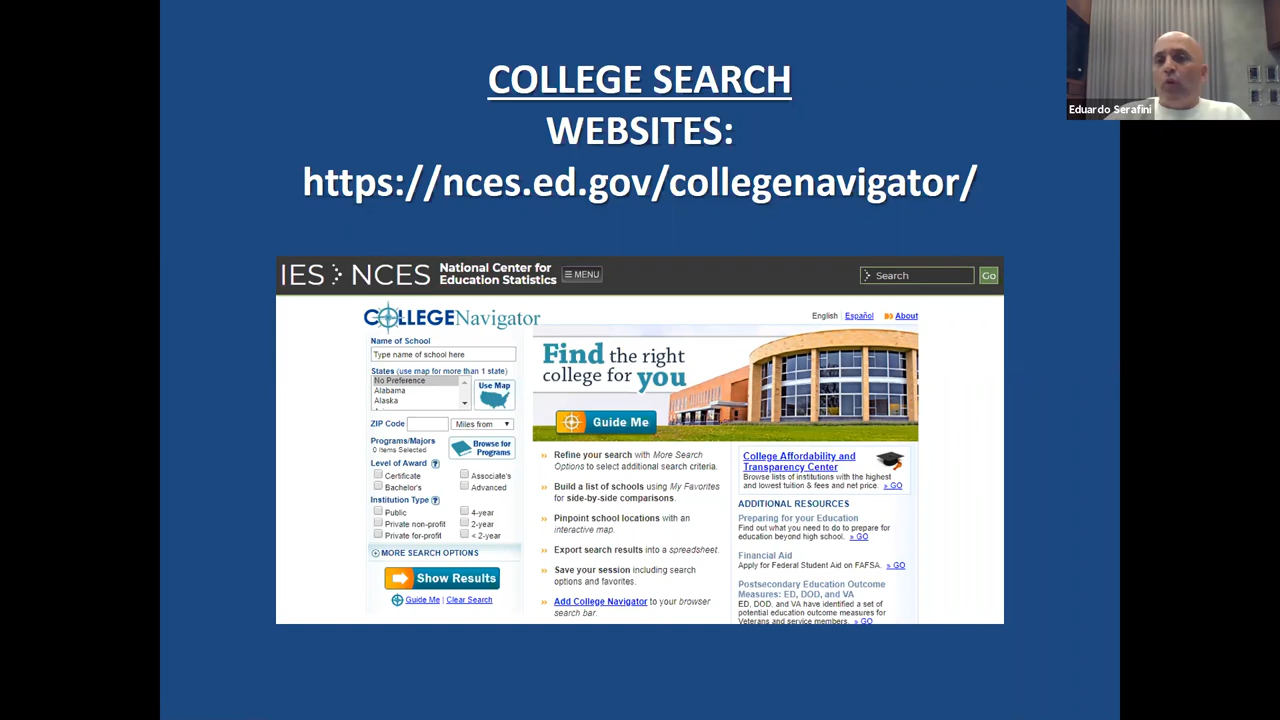 COLLEGE SEARCH
WEBSITES:
https://nces.ed.gov/collegenavigator/
Eduardo Serafini
IES NCES National Center for Education Statistics ☰ MENU
Search Go
COLLEGE Navigator
English Español About
Name of School
Type name of school here
States (use map for more than 1 state)
No Preference
Alabama
Alaska
Use Map
ZIP Code Miles from
Programs/Majors
0 Items Selected
Browse for Programs
Level of Award ?
Certificate Associate's
Bachelor's Advanced
Institution Type ?
Public 4-year
Private non-profit 2-year
Private for-profit < 2-year
MORE SEARCH OPTIONS
Show Results
Guide Me | Clear Search
Find the right
college for you
Guide Me
Refine your search with More Search
Options to select additional search criteria.
Build a list of schools using My Favorites
for side-by-side comparisons.
Pinpoint school locations with an
interactive map.
Export search results into a spreadsheet.
Save your session including search
options and favorites.
Add College Navigator to your browser
search bar.
College Affordability and
Transparency Center
Browse lists of institutions with the highest
and lowest tuition & fees and net price. » GO
ADDITIONAL RESOURCES
Preparing for your Education
Find out what you need to do to prepare for
education beyond high school. » GO
Financial Aid
Apply for Federal Student Aid on FAFSA. » GO
Postsecondary Education Outcome
Measures: ED, DOD, and VA
ED, DOD, and VA have identified a set of
potential education outcome measures for
Veterans and service members. » GO